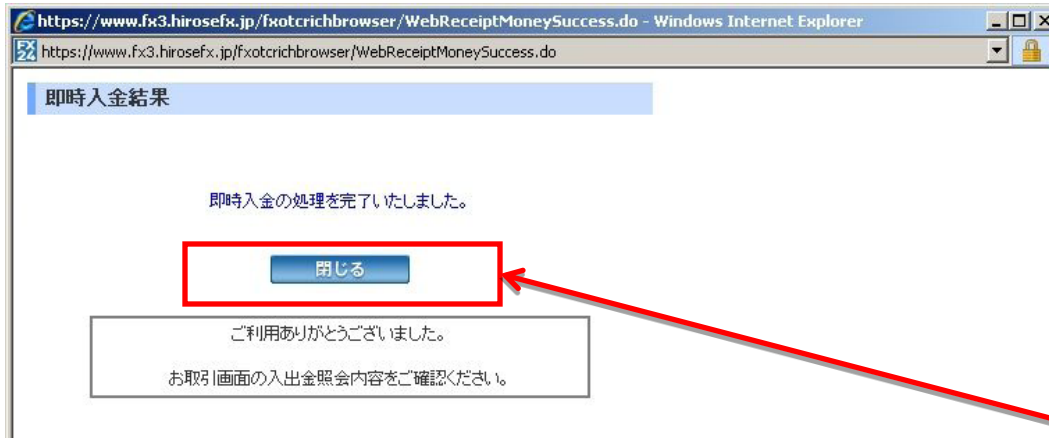 https://www.fx3.hirosefx.jp/fxotcrichbrowser/WebReceiptMoneySuccess.do - Windows Internet Explorer
FX 22 https://www.fx3.hirosefx.jp/fxotcrichbrowser/WebReceiptMoneySuccess.do
即時入金結果
即時入金の処理を完了いたしました。
閉じる
ご利用ありがとうございました。
お取引画面の入出金照会内容をご確認ください。